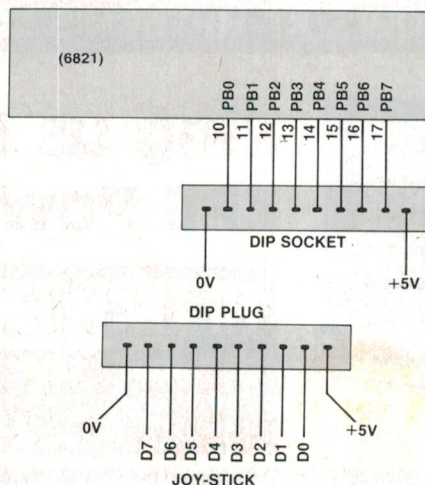 (6821)
PB0
PB1
PB2
PB3
PB4
PB5
PB6
PB7
10
11
12
13
14
15
16
17
DIP SOCKET
0V
+5V
DIP PLUG
0V
+5V
D7
D6
D5
D4
D3
D2
D1
D0
JOY-STICK